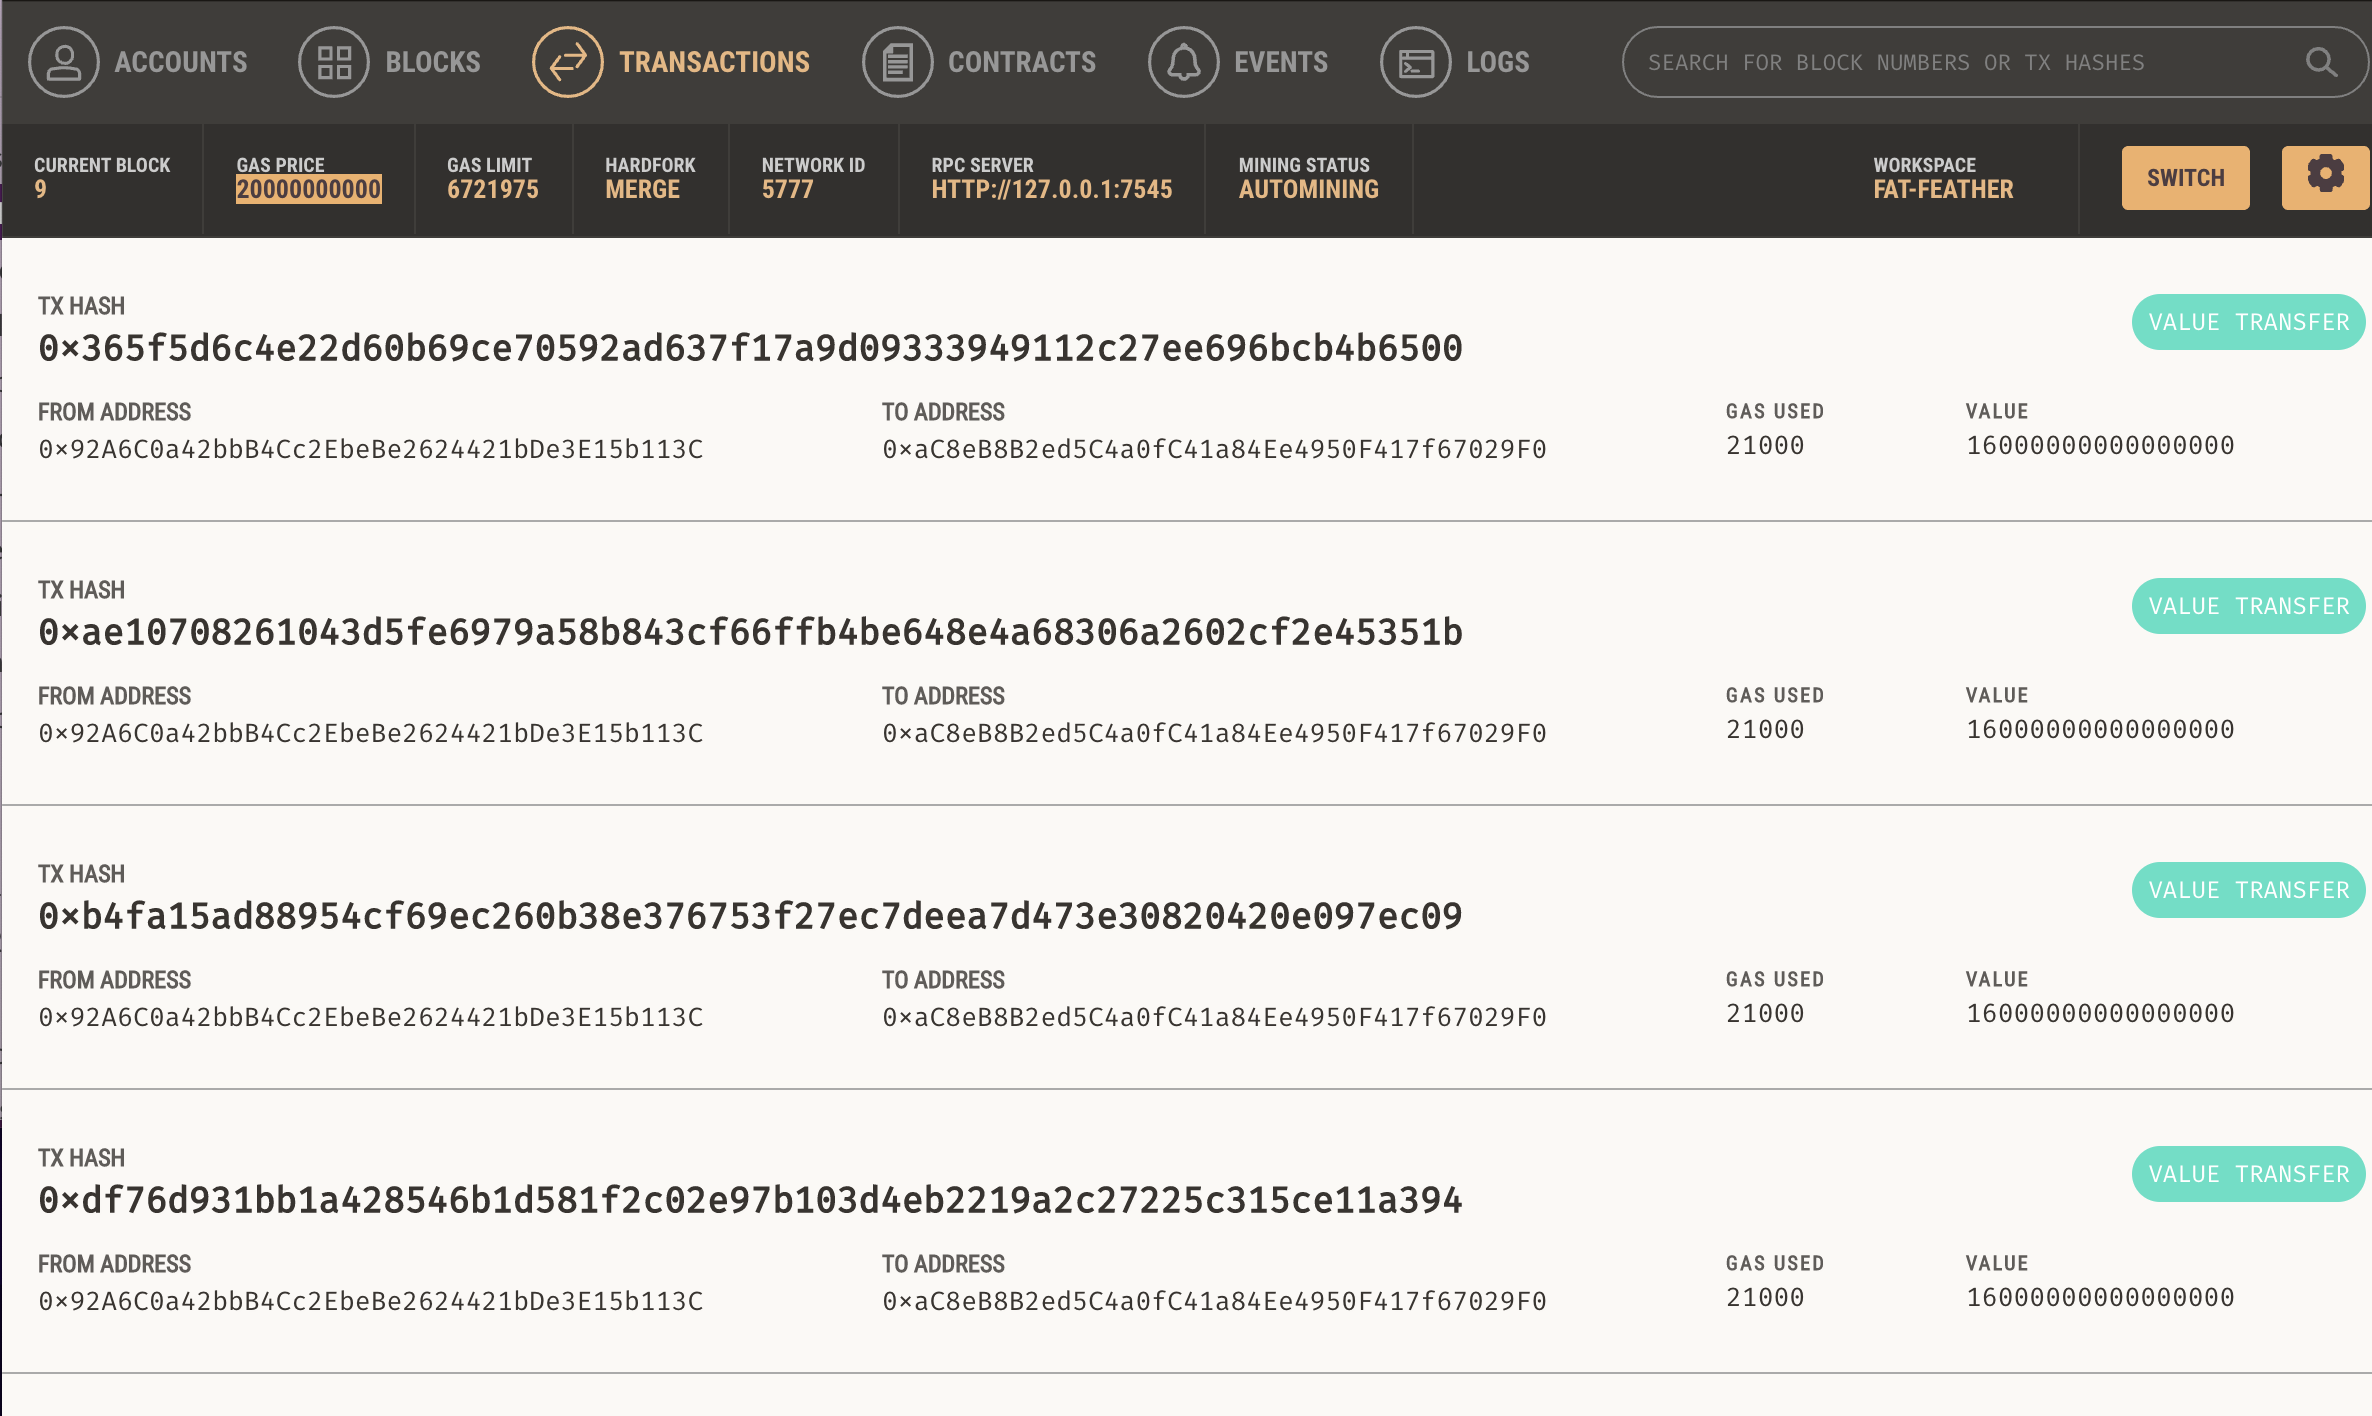 ACCOUNTS BLOCKS TRANSACTIONS CONTRACTS EVENTS LOGS SEARCH FOR BLOCK NUMBERS OR TX HASHES
CURRENT BLOCK GAS PRICE GAS LIMIT HARDFORK NETWORK ID RPC SERVER MINING STATUS WORKSPACE
9 20000000000 6721975 MERGE 5777 HTTP://127.0.0.1:7545 AUTOMINING FAT-FEATHER SWITCH
TX HASH
0×365f5d6c4e22d60b69ce70592ad637f17a9d09333949112c27ee696bcb4b6500 VALUE TRANSFER
FROM ADDRESS TO ADDRESS GAS USED VALUE
0×92A6C0a42bbB4Cc2EbeBe2624421bDe3E15b113C 0×aC8eB8B2ed5C4a0fC41a84Ee4950F417f67029F0 21000 16000000000000000
TX HASH
0×ae10708261043d5fe6979a58b843cf66ffb4be648e4a68306a2602cf2e45351b VALUE TRANSFER
FROM ADDRESS TO ADDRESS GAS USED VALUE
0×92A6C0a42bbB4Cc2EbeBe2624421bDe3E15b113C 0×aC8eB8B2ed5C4a0fC41a84Ee4950F417f67029F0 21000 16000000000000000
TX HASH
0×b4fa15ad88954cf69ec260b38e376753f27ec7deea7d473e30820420e097ec09 VALUE TRANSFER
FROM ADDRESS TO ADDRESS GAS USED VALUE
0×92A6C0a42bbB4Cc2EbeBe2624421bDe3E15b113C 0×aC8eB8B2ed5C4a0fC41a84Ee4950F417f67029F0 21000 16000000000000000
TX HASH
0×df76d931bb1a428546b1d581f2c02e97b103d4eb2219a2c27225c315ce11a394 VALUE TRANSFER
FROM ADDRESS TO ADDRESS GAS USED VALUE
0×92A6C0a42bbB4Cc2EbeBe2624421bDe3E15b113C 0×aC8eB8B2ed5C4a0fC41a84Ee4950F417f67029F0 21000 16000000000000000